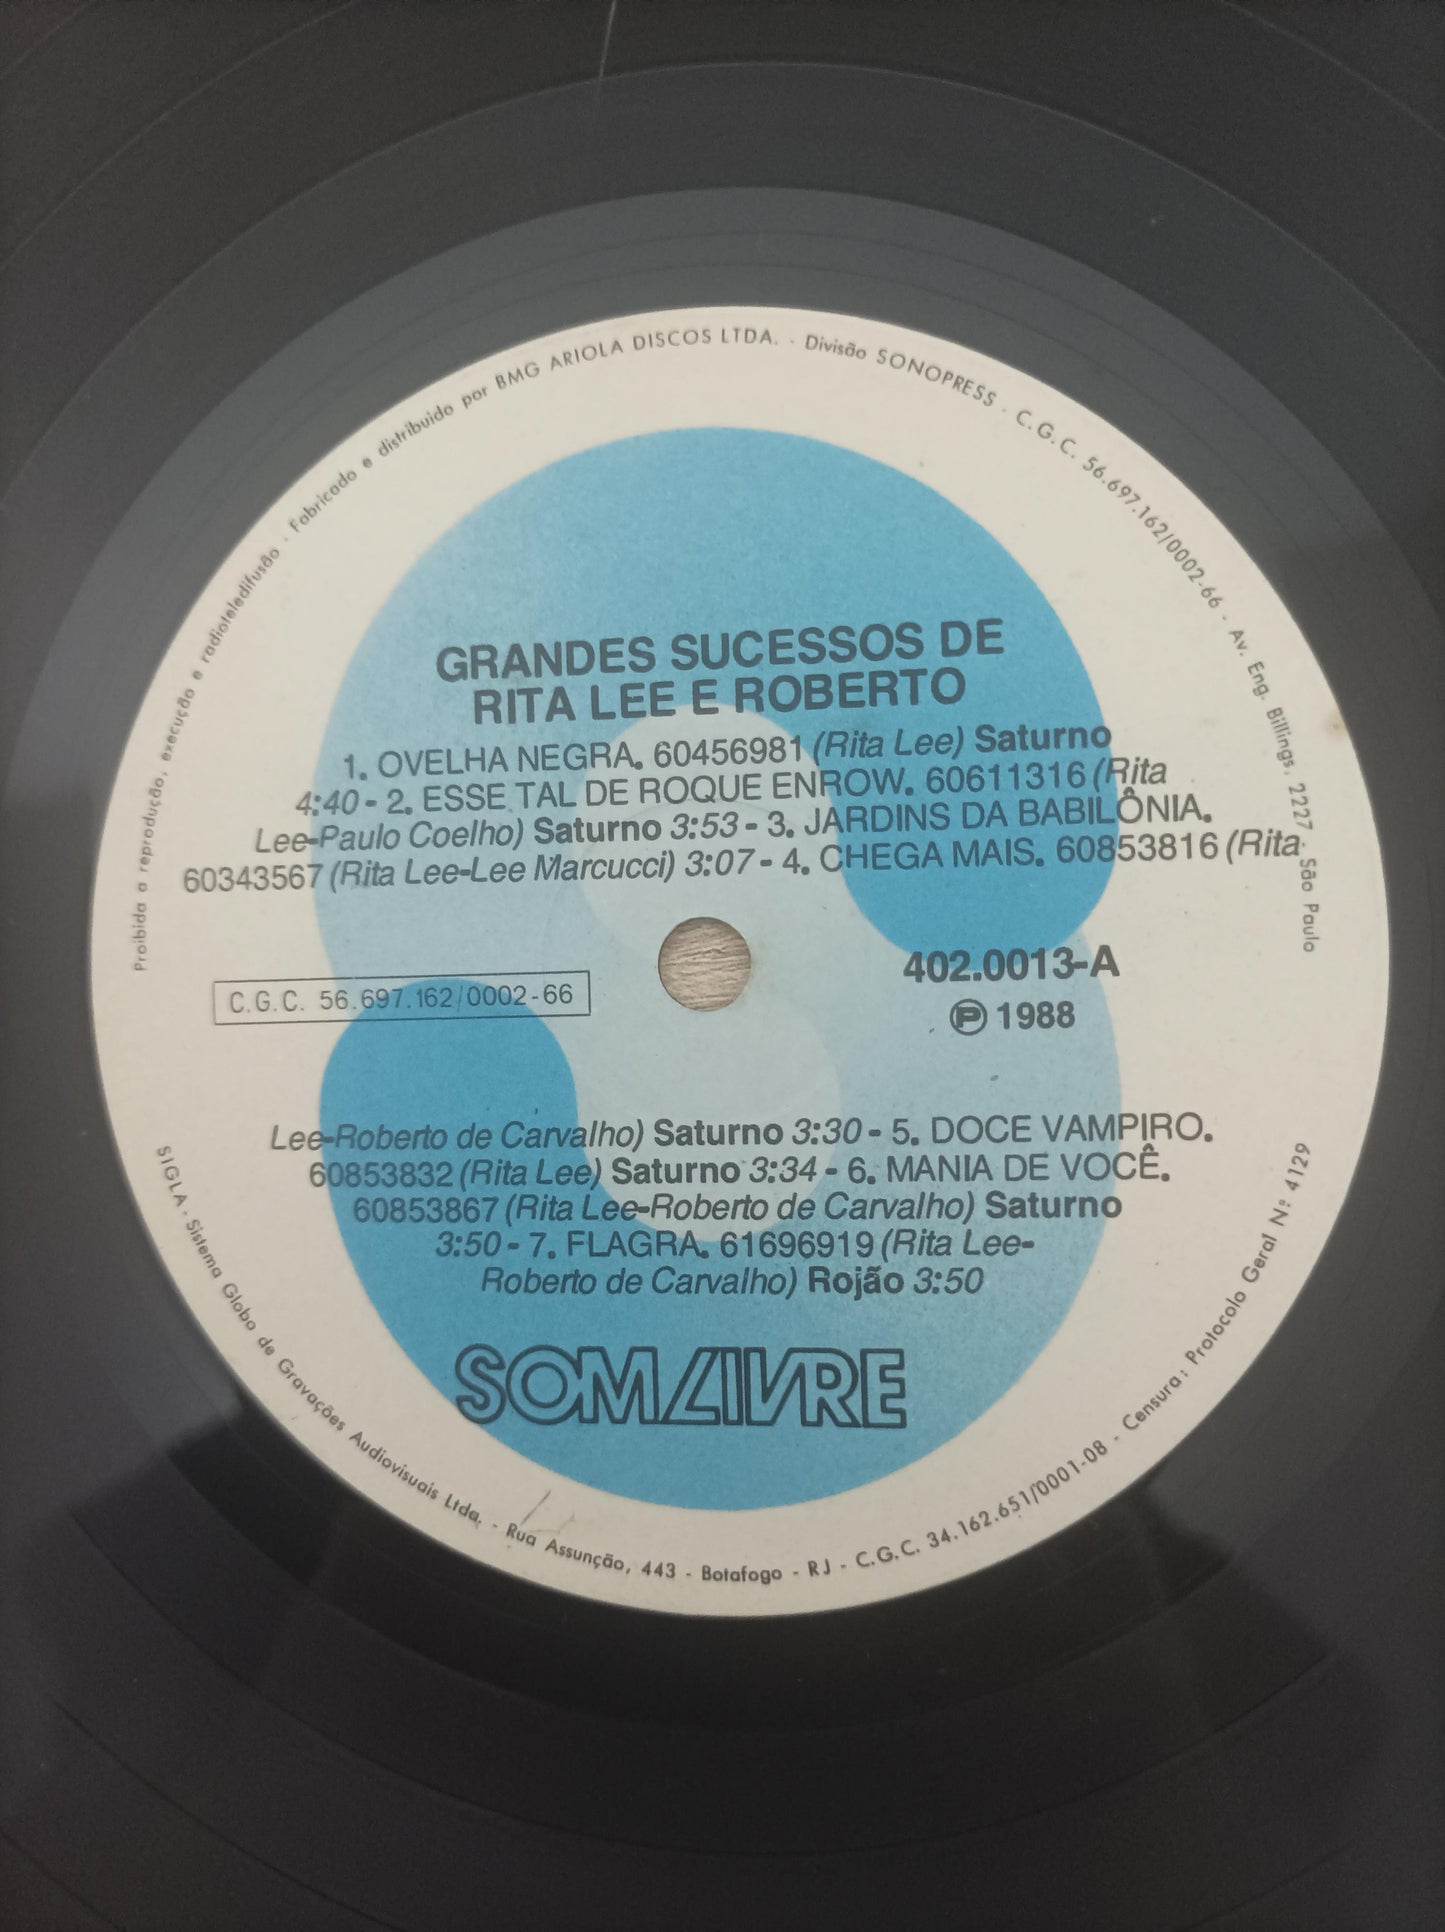 Proibida a reprodução, execução e radioteledifusão · Fabricado e distribuido por BMG ARIOLA DISCOS LTDA. · Divisão SONOPRESS · C.G.C. 56.697.162/0002-66 · Av. Eng. Billings, 2227 · São Paulo
GRANDES SUCESSOS DE
RITA LEE E ROBERTO
1. OVELHA NEGRA. 60456981 (Rita Lee) Saturno
4:40 - 2. ESSE TAL DE ROQUE ENROW. 60611316 (Rita
Lee-Paulo Coelho) Saturno 3:53 - 3. JARDINS DA BABILÔNIA.
60343567 (Rita Lee-Lee Marcucci) 3:07 - 4. CHEGA MAIS. 60853816 (Rita
C.G.C. 56.697.162/0002-66
402.0013-A
Ⓟ 1988
Lee-Roberto de Carvalho) Saturno 3:30 - 5. DOCE VAMPIRO.
60853832 (Rita Lee) Saturno 3:34 - 6. MANIA DE VOCÊ.
60853867 (Rita Lee-Roberto de Carvalho) Saturno
3:50 - 7. FLAGRA. 61696919 (Rita Lee-
Roberto de Carvalho) Rojão 3:50
SOM LIVRE
SIGLA - Sistema Globo de Gravações Audiovisuais Ltda. - Rua Assunção, 443 - Botafogo - RJ - C.G.C. 34.162.651/0001-08 - Censura: Protocolo Geral Nº 4129